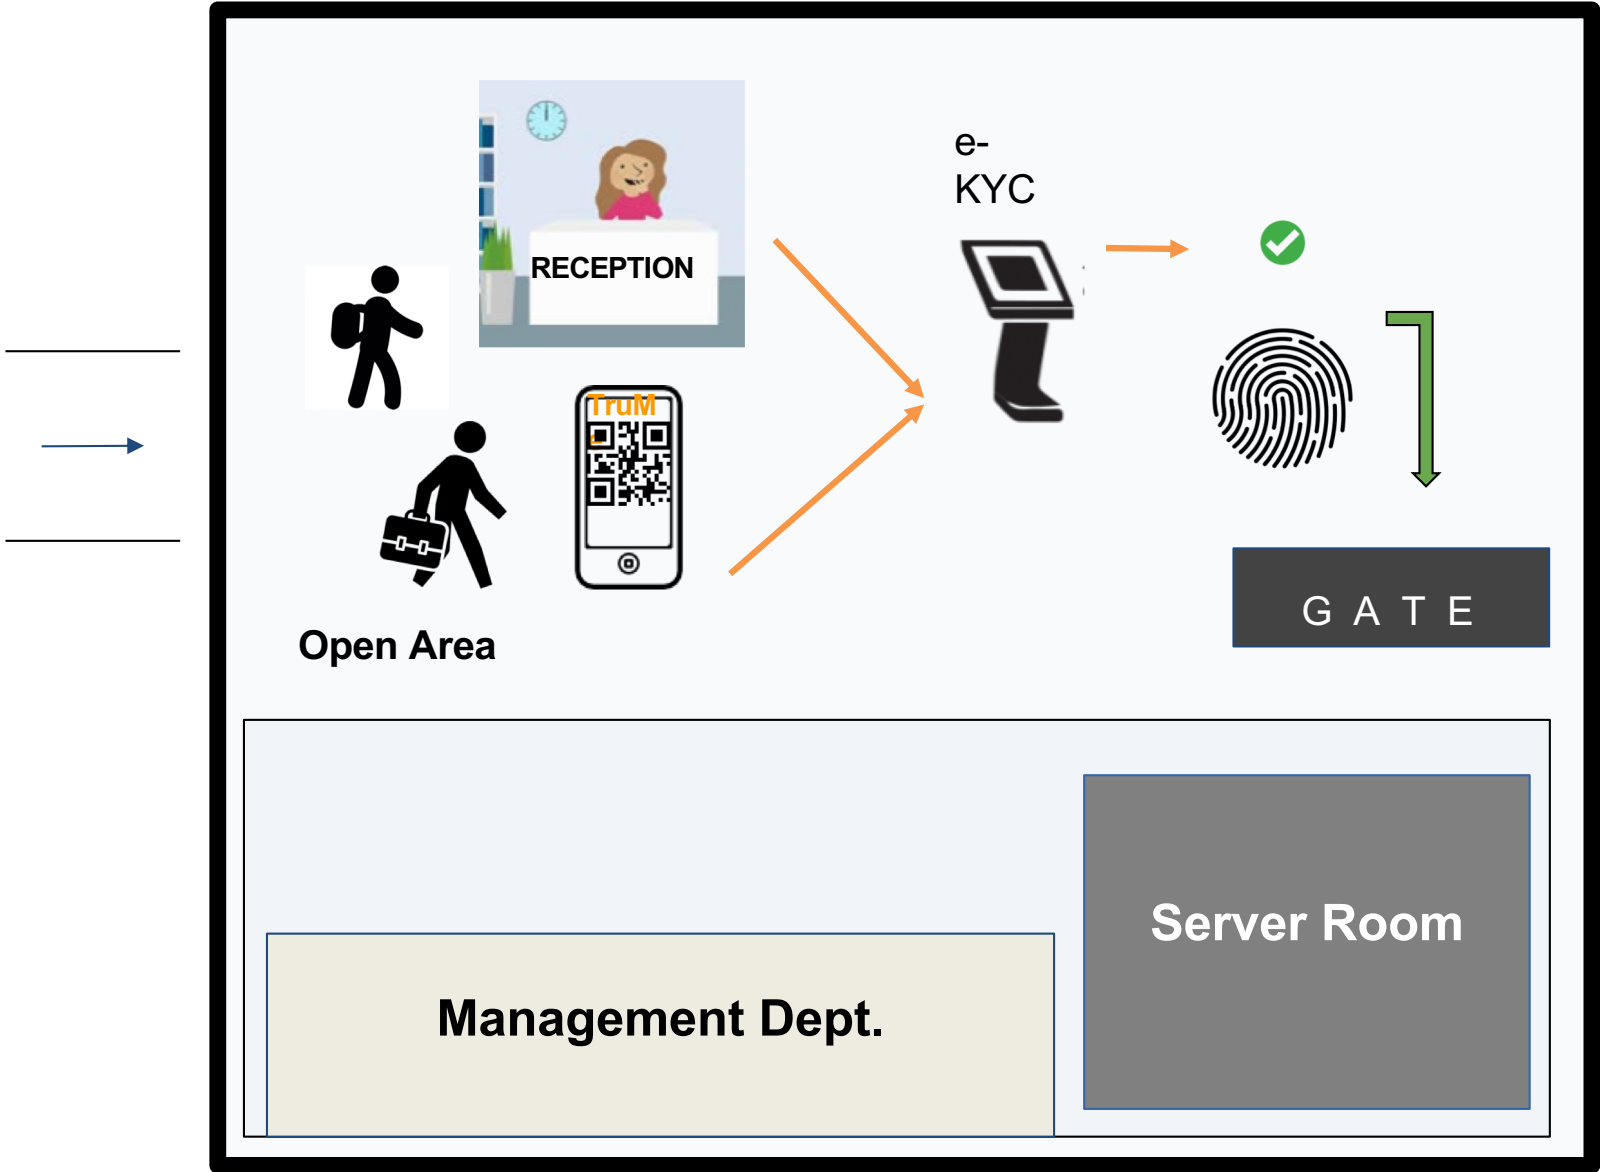 e-
KYC
RECEPTION
TruM
e
Open Area
G A T E
Server Room
Management Dept.